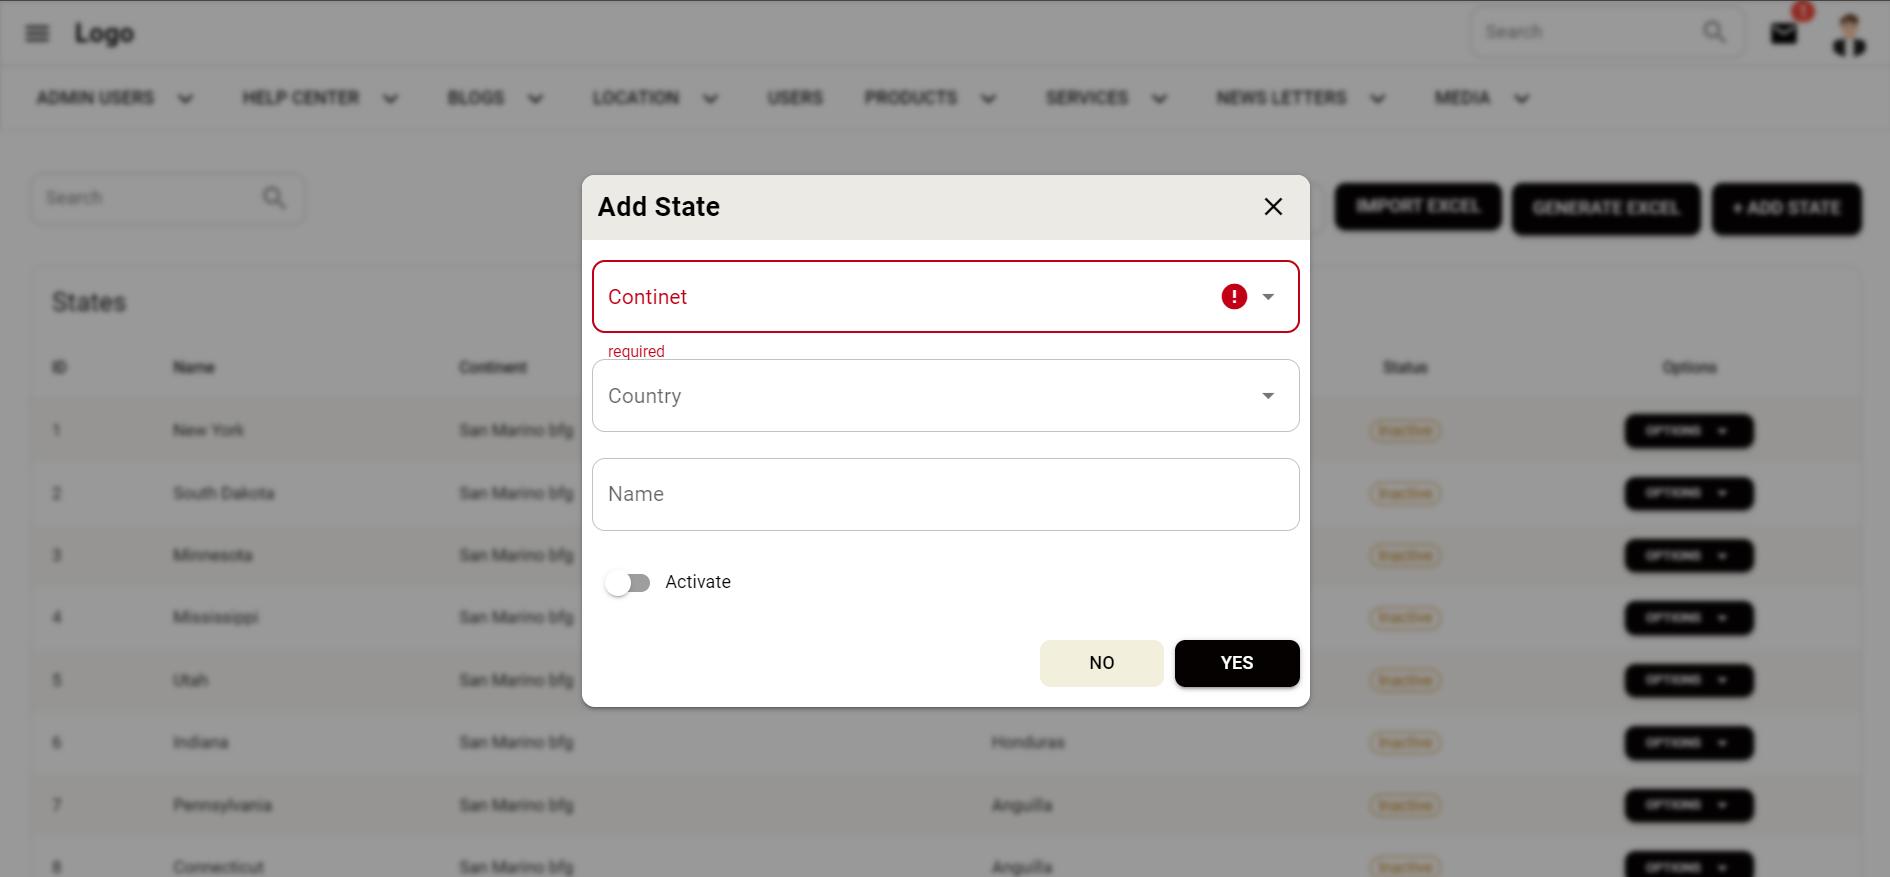 Logo
Search
1
ADMIN USERS HELP CENTER BLOGS LOCATION USERS PRODUCTS SERVICES NEWS LETTERS MEDIA
Search
IMPORT EXCEL GENERATE EXCEL + ADD STATE
Add State
Continet
!
required
Country
Name
Activate
NO YES
States
ID Name Continent Status Options
1 New York San Marino bfg Inactive OPTIONS
2 South Dakota San Marino bfg Inactive OPTIONS
3 Minnesota San Marino bfg Inactive OPTIONS
4 Mississippi San Marino bfg Inactive OPTIONS
5 Utah San Marino bfg Inactive OPTIONS
6 Indiana San Marino bfg Honduras Inactive OPTIONS
7 Pennsylvania San Marino bfg Anguilla Inactive OPTIONS
8 Connecticut San Marino bfg Anguilla Inactive OPTIONS